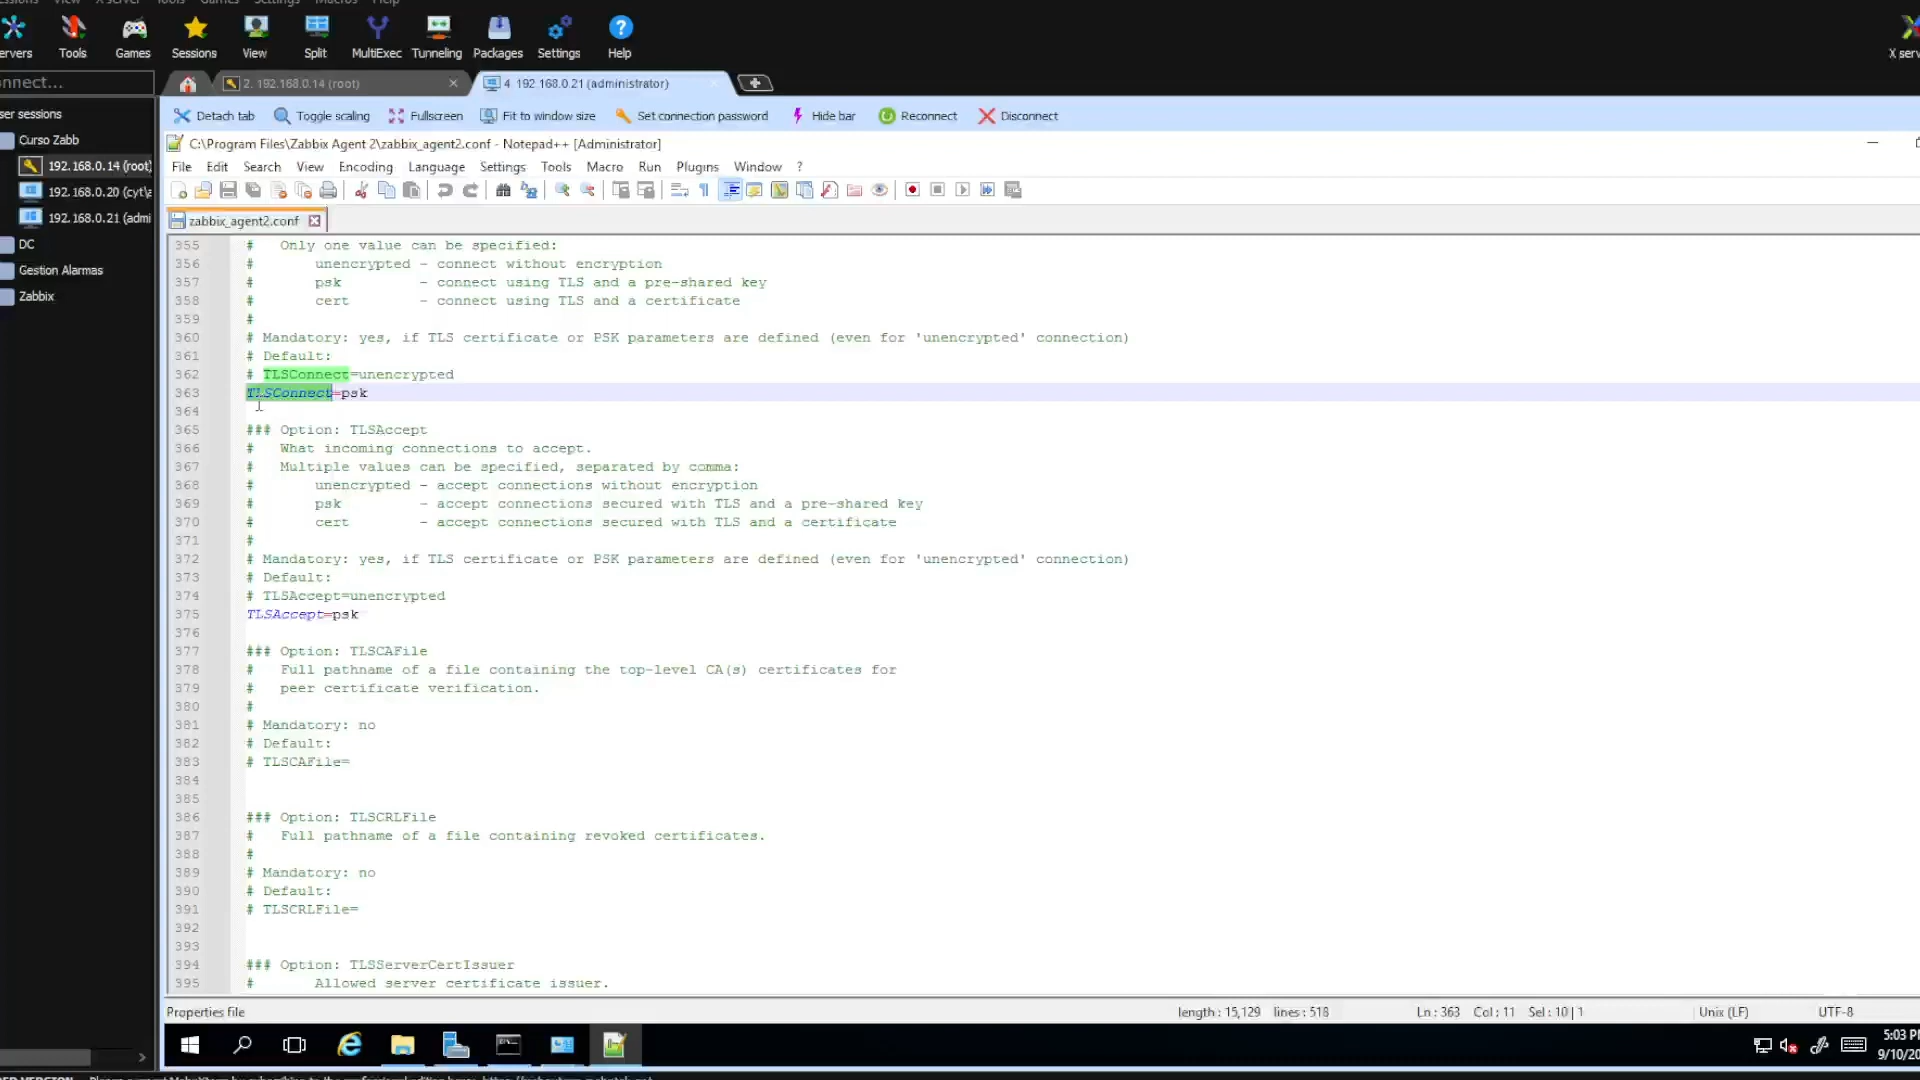 Tools Games Sessions View Split MultiExec Tunneling Packages Settings Help
2. 192.168.0.14 (root)
4. 192.168.0.21 (administrator)
Detach tab Toggle scaling Fullscreen Fit to window size Set connection password Hide bar Reconnect Disconnect
Curso Zabb
192.168.0.14 (root)
192.168.0.20 (cyt\a
192.168.0.21 (admi
DC
Gestion Alarmas
Zabbix
C:\Program Files\Zabbix Agent 2\zabbix_agent2.conf - Notepad++ [Administrator]
File Edit Search View Encoding Language Settings Tools Macro Run Plugins Window ?
zabbix_agent2.conf
355 # Only one value can be specified:
356 # unencrypted - connect without encryption
357 # psk - connect using TLS and a pre-shared key
358 # cert - connect using TLS and a certificate
359 #
360 # Mandatory: yes, if TLS certificate or PSK parameters are defined (even for 'unencrypted' connection)
361 # Default:
362 # TLSConnect=unencrypted
363 TLSConnect=psk
364
365 ### Option: TLSAccept
366 # What incoming connections to accept.
367 # Multiple values can be specified, separated by comma:
368 # unencrypted - accept connections without encryption
369 # psk - accept connections secured with TLS and a pre-shared key
370 # cert - accept connections secured with TLS and a certificate
371 #
372 # Mandatory: yes, if TLS certificate or PSK parameters are defined (even for 'unencrypted' connection)
373 # Default:
374 # TLSAccept=unencrypted
375 TLSAccept=psk
376
377 ### Option: TLSCAFile
378 # Full pathname of a file containing the top-level CA(s) certificates for
379 # peer certificate verification.
380 #
381 # Mandatory: no
382 # Default:
383 # TLSCAFile=
384
385
386 ### Option: TLSCRLFile
387 # Full pathname of a file containing revoked certificates.
388 #
389 # Mandatory: no
390 # Default:
391 # TLSCRLFile=
392
393
394 ### Option: TLSServerCertIssuer
395 # Allowed server certificate issuer.
Properties file length : 15,129 lines : 518 Ln : 363 Col : 11 Sel : 10 | 1 Unix (LF) UTF-8
5:03 P
9/10/20